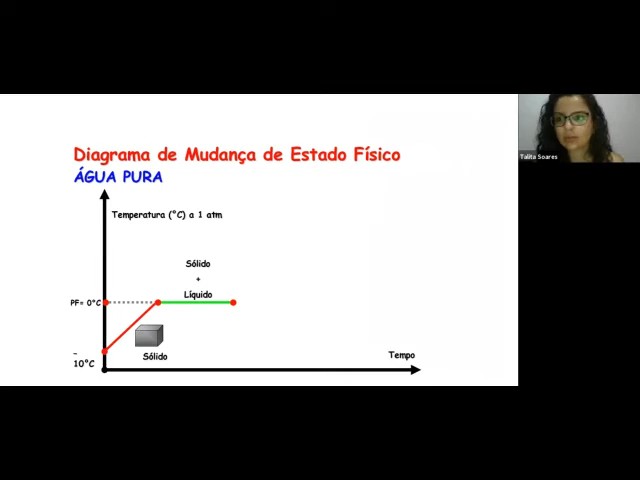 Diagrama de Mudança de Estado Físico
ÁGUA PURA
Temperatura (°C) a 1 atm
Sólido
+
Líquido
PF= 0°C
Sólido
–
10°C
Tempo
Talita Soares